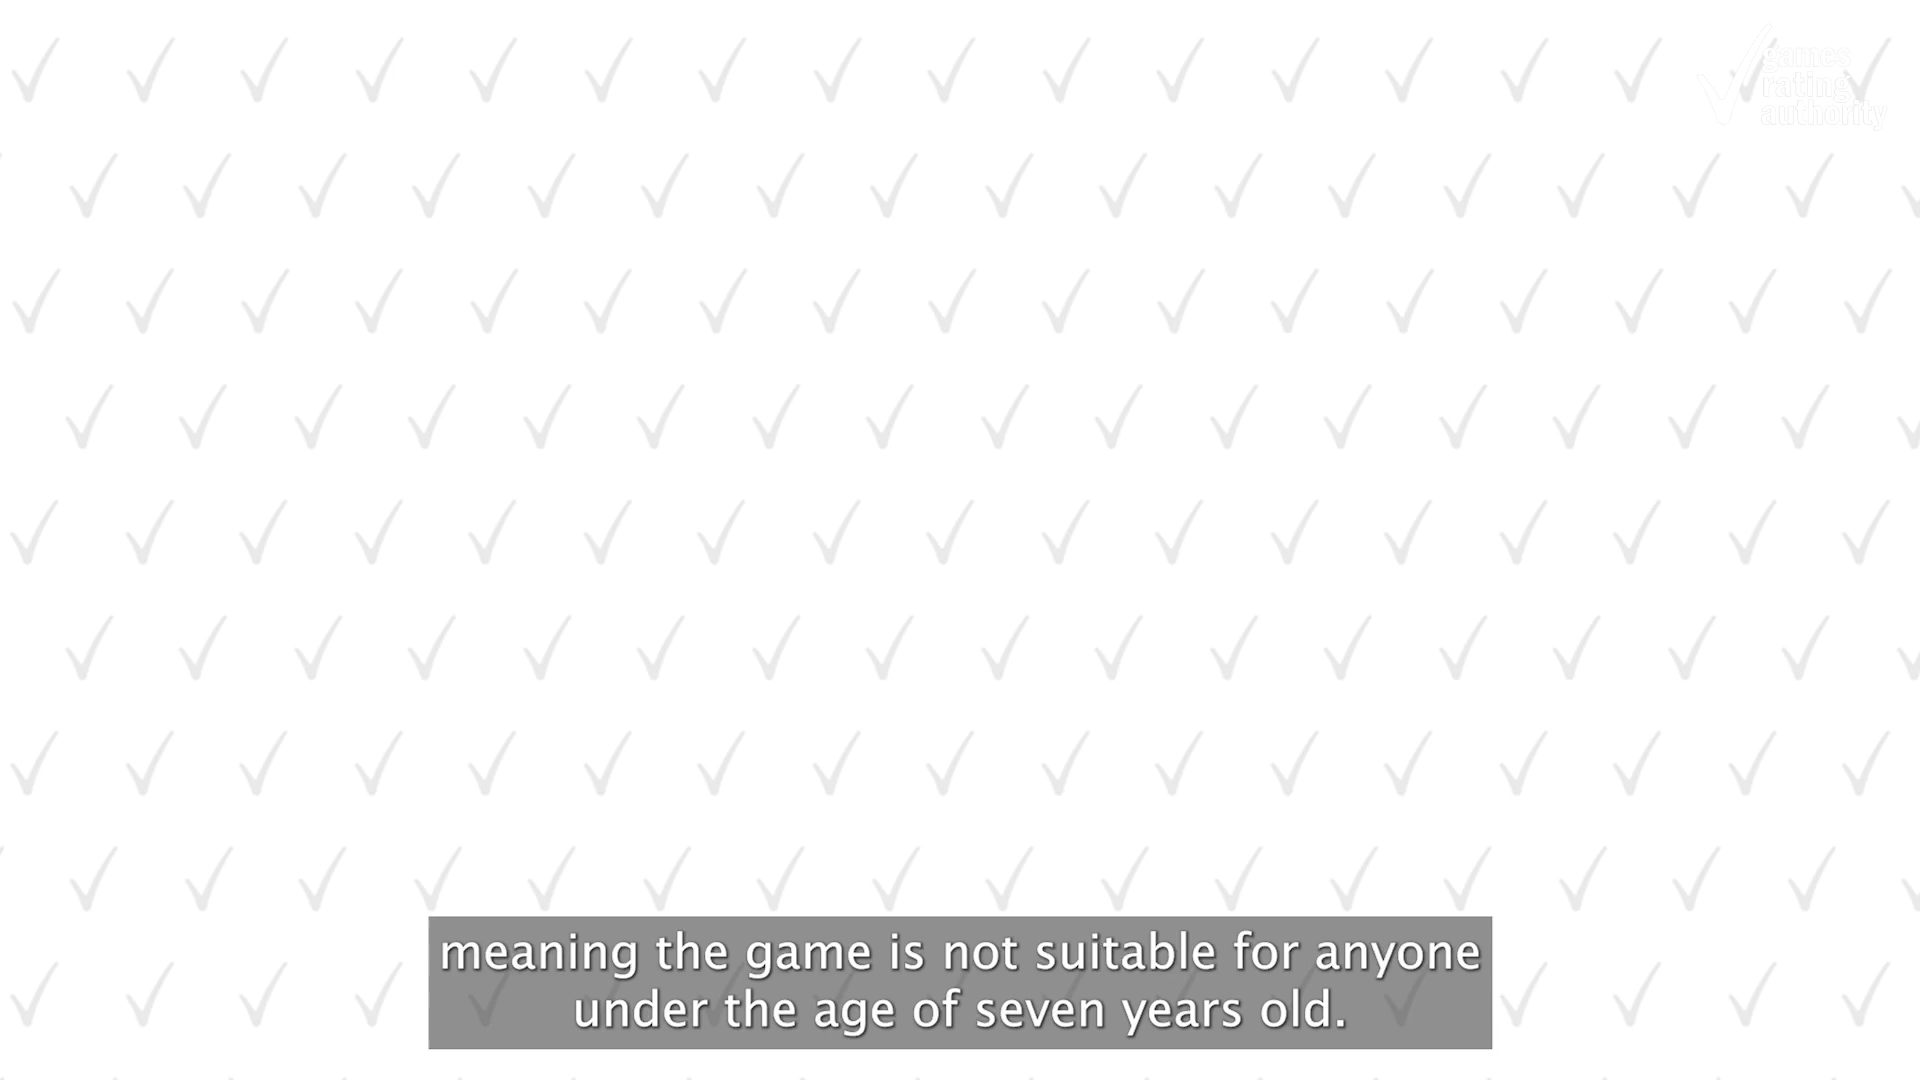 games
rating
authority
meaning the game is not suitable for anyone
under the age of seven years old.